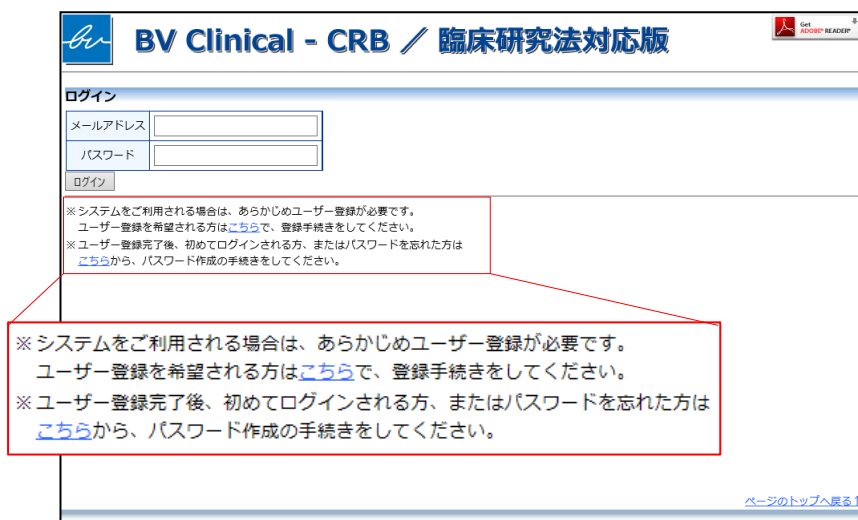 BV Clinical - CRB ／ 臨床研究法対応版
Get
ADOBE® READER®
ログイン
メールアドレス
パスワード
ログイン
※ システムをご利用される場合は、あらかじめユーザー登録が必要です。
ユーザー登録を希望される方はこちらで、登録手続きをしてください。
※ ユーザー登録完了後、初めてログインされる方、またはパスワードを忘れた方は
こちらから、パスワード作成の手続きをしてください。
※ システムをご利用される場合は、あらかじめユーザー登録が必要です。
ユーザー登録を希望される方はこちらで、登録手続きをしてください。
※ ユーザー登録完了後、初めてログインされる方、またはパスワードを忘れた方は
こちらから、パスワード作成の手続きをしてください。
ページのトップへ戻る↑